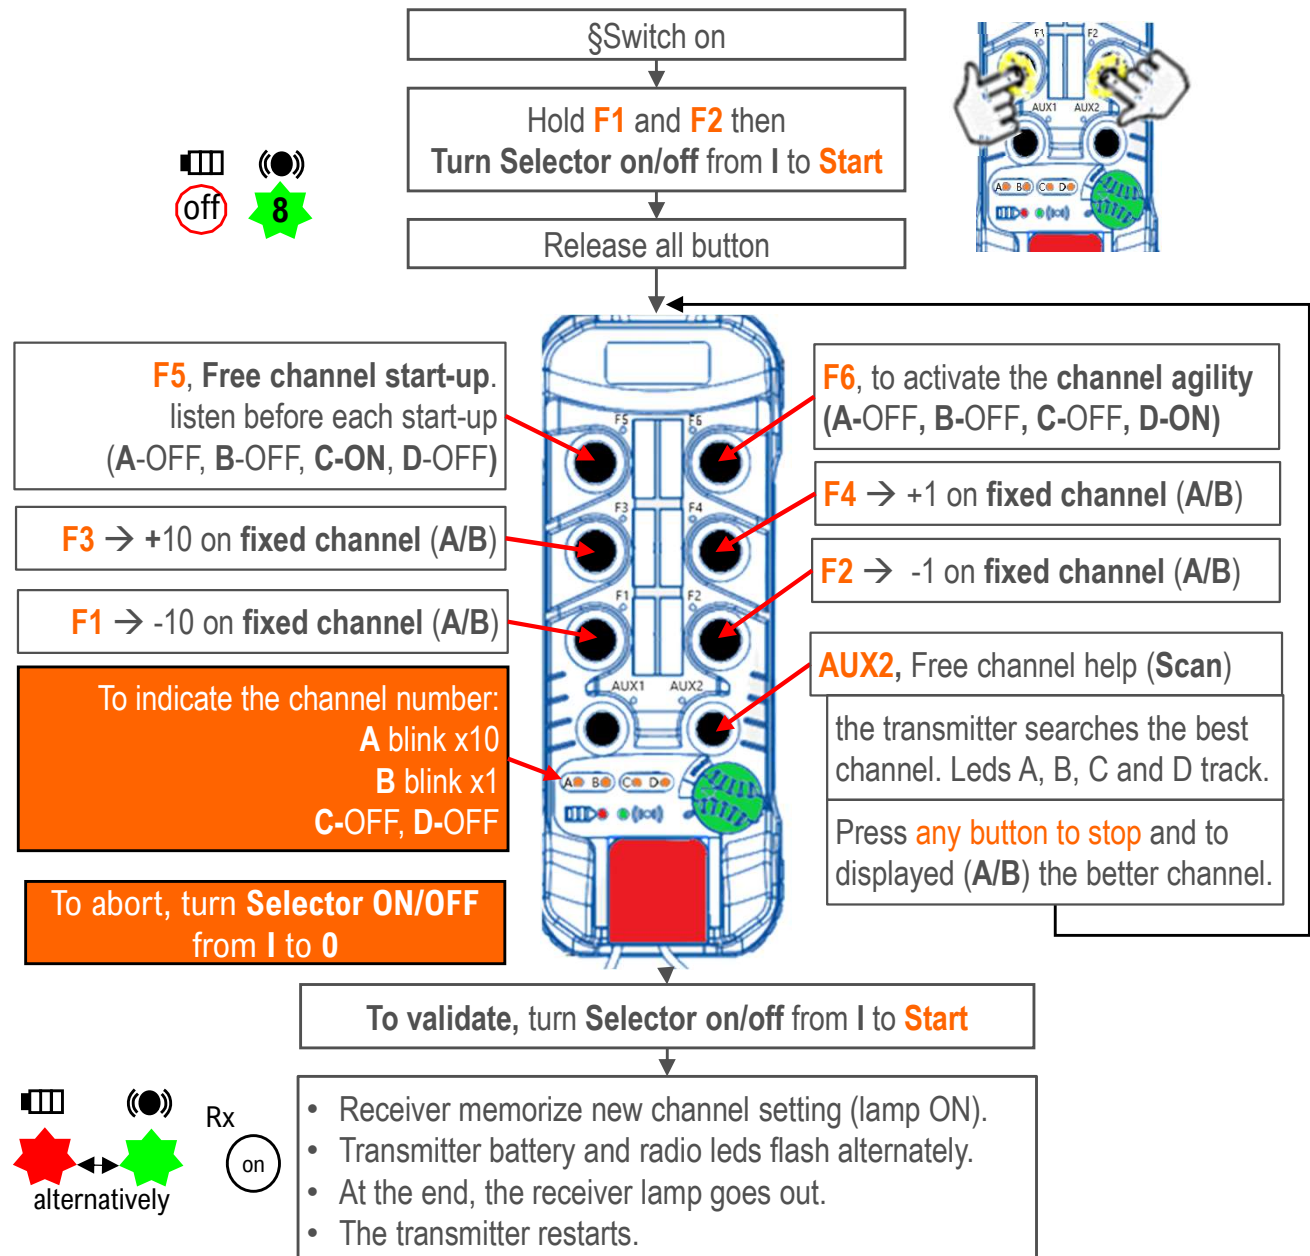 §Switch on
Hold F1 and F2 then
Turn Selector on/off from I to Start
off
8
Release all button
F1 F2
AUX1 AUX2
A B C D
F5, Free channel start-up.
listen before each start-up
(A-OFF, B-OFF, C-ON, D-OFF)
F3 → +10 on fixed channel (A/B)
F1 → -10 on fixed channel (A/B)
To indicate the channel number:
A blink x10
B blink x1
C-OFF, D-OFF
To abort, turn Selector ON/OFF
from I to 0
F5 F6
F3 F4
F1 F2
AUX1 AUX2
A B C D
F6, to activate the channel agility
(A-OFF, B-OFF, C-OFF, D-ON)
F4 → +1 on fixed channel (A/B)
F2 → -1 on fixed channel (A/B)
AUX2, Free channel help (Scan)
the transmitter searches the best
channel. Leds A, B, C and D track.
Press any button to stop and to
displayed (A/B) the better channel.
To validate, turn Selector on/off from I to Start
Rx
on
alternatively
• Receiver memorize new channel setting (lamp ON).
• Transmitter battery and radio leds flash alternately.
• At the end, the receiver lamp goes out.
• The transmitter restarts.